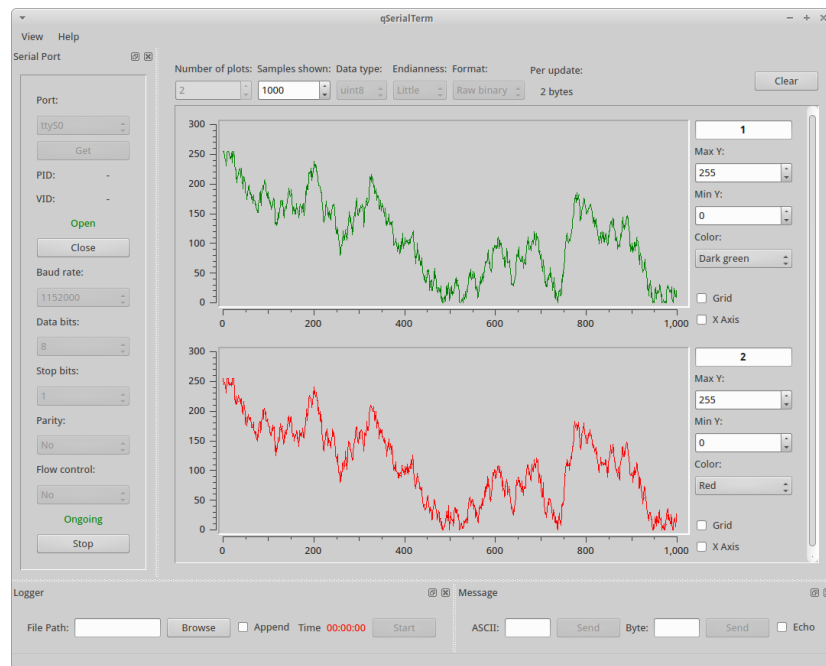 qSerialTerm
View Help
Serial Port
Port:
ttyS0
Get
PID: -
VID: -
Open
Close
Baud rate:
1152000
Data bits:
8
Stop bits:
1
Parity:
No
Flow control:
No
Ongoing
Stop
Number of plots: Samples shown: Data type: Endianness: Format: Per update:
2 1000 uint8 Little Raw binary 2 bytes
Clear
300
250
200
150
100
50
0
0 200 400 600 800 1,000
1
Max Y:
255
Min Y:
0
Color:
Dark green
Grid
X Axis
300
250
200
150
100
50
0
0 200 400 600 800 1,000
2
Max Y:
255
Min Y:
0
Color:
Red
Grid
X Axis
Logger
File Path: Browse Append Time 00:00:00 Start
Message
ASCII: Send Byte: Send Echo